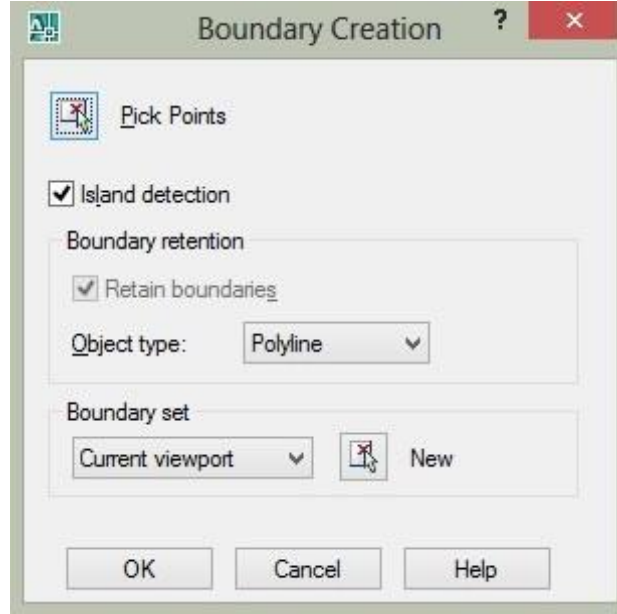 Boundary Creation ?
Pick Points
Island detection
Boundary retention
Retain boundaries
Object type: Polyline
Boundary set
Current viewport New
OK Cancel Help